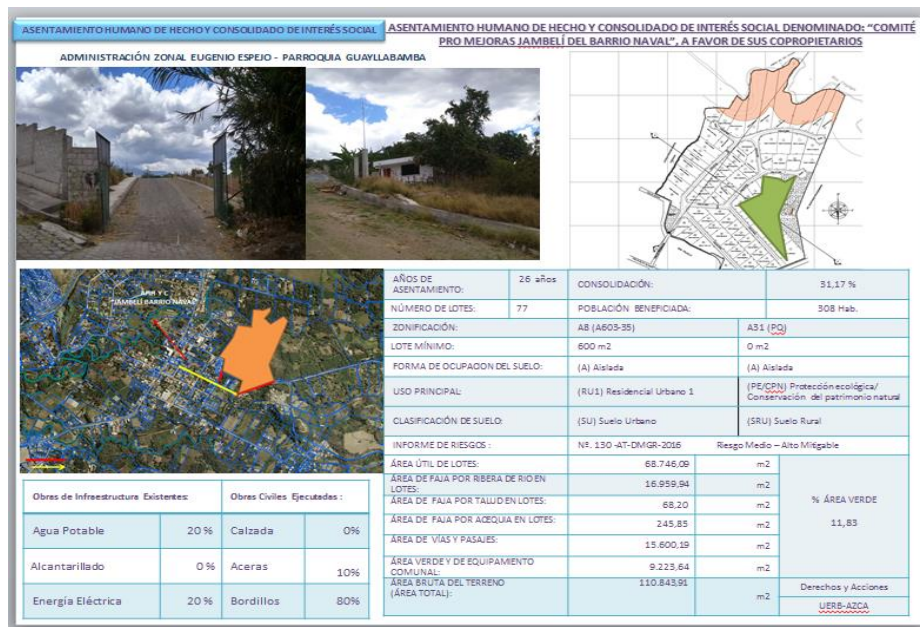 ASENTAMIENTO HUMANO DE HECHO Y CONSOLIDADO DE INTERÉS SOCIAL
ASENTAMIENTO HUMANO DE HECHO Y CONSOLIDADO DE INTERÉS SOCIAL DENOMINADO: "COMITÉ
PRO MEJORAS JAMBELÍ DEL BARRIO NAVAL", A FAVOR DE SUS COPROPIETARIOS
ADMINISTRACIÓN ZONAL EUGENIO ESPEJO - PARROQUIA GUAYLLABAMBA
AHH Y C
"JAMBELÍ BARRIO NAVAL"
AÑOS DE ASENTAMIENTO: 26 años CONSOLIDACIÓN: 31,17 %
NÚMERO DE LOTES: 77 POBLACIÓN BENEFICIADA: 308 Hab.
ZONIFICACIÓN: A8 (A603-35) A31 (PQ)
LOTE MÍNIMO: 600 m2 0 m2
FORMA DE OCUPACION DEL SUELO: (A) Aislada (A) Aislada
USO PRINCIPAL: (RU1) Residencial Urbano 1 (PE/CPN) Protección ecológica/
Conservación del patrimonio natural
CLASIFICACIÓN DE SUELO: (SU) Suelo Urbano (SRU) Suelo Rural
INFORME DE RIESGOS : Nº. 130 -AT-DMGR-2016 Riesgo Medio – Alto Mitigable
ÁREA ÚTIL DE LOTES: 68.746,09 m2
ÁREA DE FAJA POR RIBERA DE RIO EN
LOTES: 16.959,94 m2
ÁREA DE FAJA POR TALUD EN LOTES: 68,20 m2
ÁREA DE FAJA POR ACEQUIA EN LOTES: 245,85 m2
ÁREA DE VÍAS Y PASAJES: 15.600,19 m2
ÁREA VERDE Y DE EQUIPAMIENTO
COMUNAL: 9.223,64 m2
ÁREA BRUTA DEL TERRENO
(ÁREA TOTAL): 110.843,91 m2
% ÁREA VERDE
11,83
Derechos y Acciones
UERB-AZCA
Obras de Infraestructura Existentes: Obras Civiles Ejecutadas :
Agua Potable 20 % Calzada 0%
Alcantarillado 0 % Aceras 10%
Energía Eléctrica 20 % Bordillos 80%